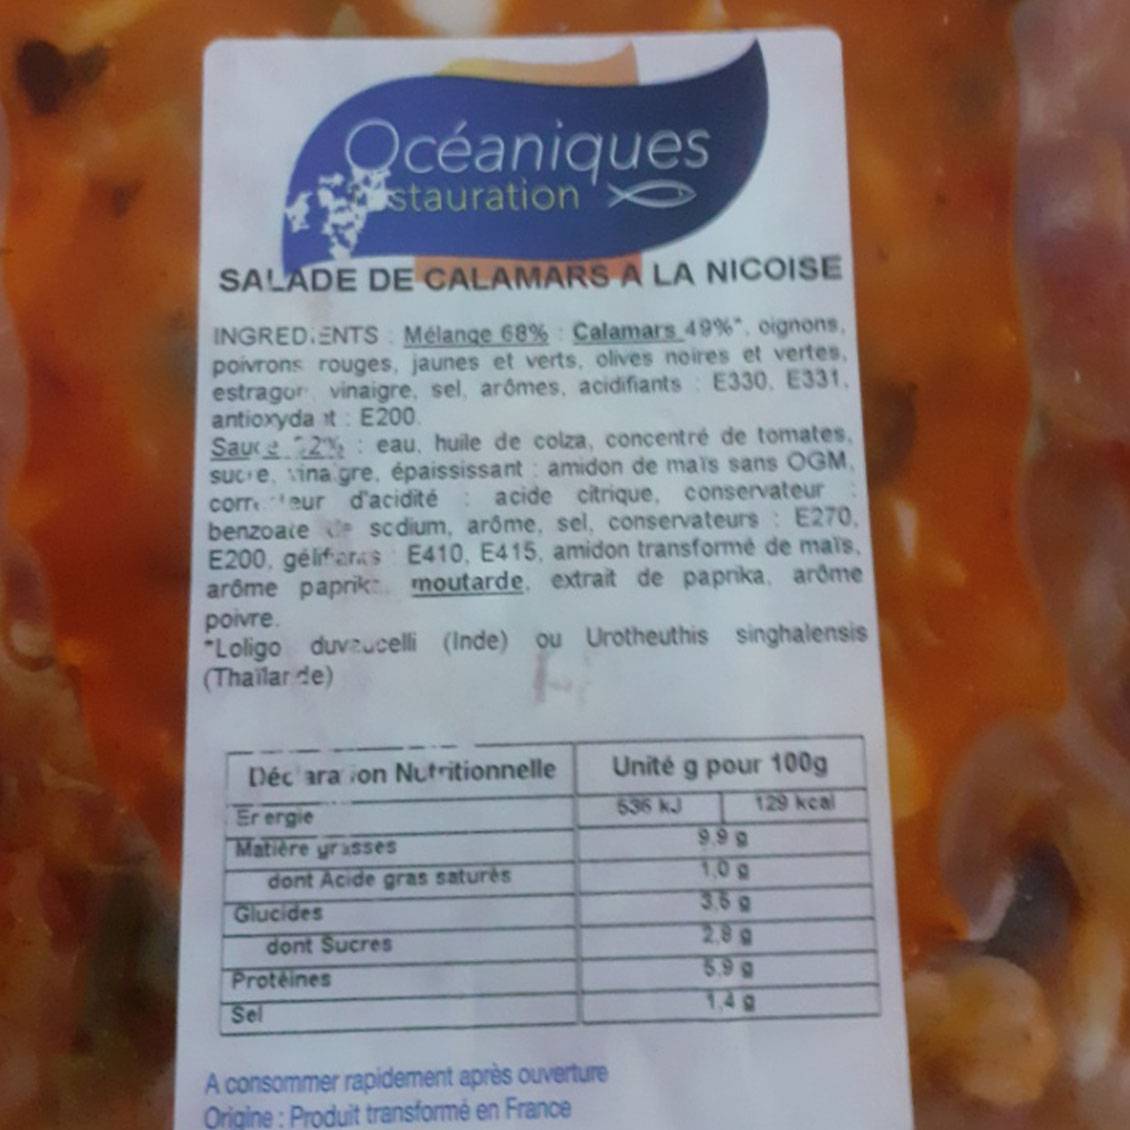 Océaniques
stauration
SALADE DE CALAMARS A LA NICOISE
INGREDIENTS : Mélange 68% : Calamars 49%*, oignons,
poivrons rouges, jaunes et verts, olives noires et vertes,
estragon, vinaigre, sel, arômes, acidifiants : E330, E331,
antioxydant : E200.
Sauce : eau, huile de colza, concentré de tomates,
sucre, vinaigre, épaississant : amidon de maïs sans OGM,
correcteur d'acidité : acide citrique, conservateur :
benzoate de sodium, arôme, sel, conservateurs : E270,
E200, gélifiants : E410, E415, amidon transformé de maïs,
arôme paprika, moutarde, extrait de paprika, arôme
poivre.
*Loligo duvaucelli (Inde) ou Urotheuthis singhalensis
(Thaïlande)
Déclaration Nutritionnelle Unité g pour 100g
Energie 536 kJ 129 kcal
Matière grasses 9,9 g
dont Acide gras saturés 1,0 g
Glucides 3,6 g
dont Sucres 2,8 g
Protéines 5,9 g
Sel 1,4 g
A consommer rapidement après ouverture
Origine : Produit transformé en France